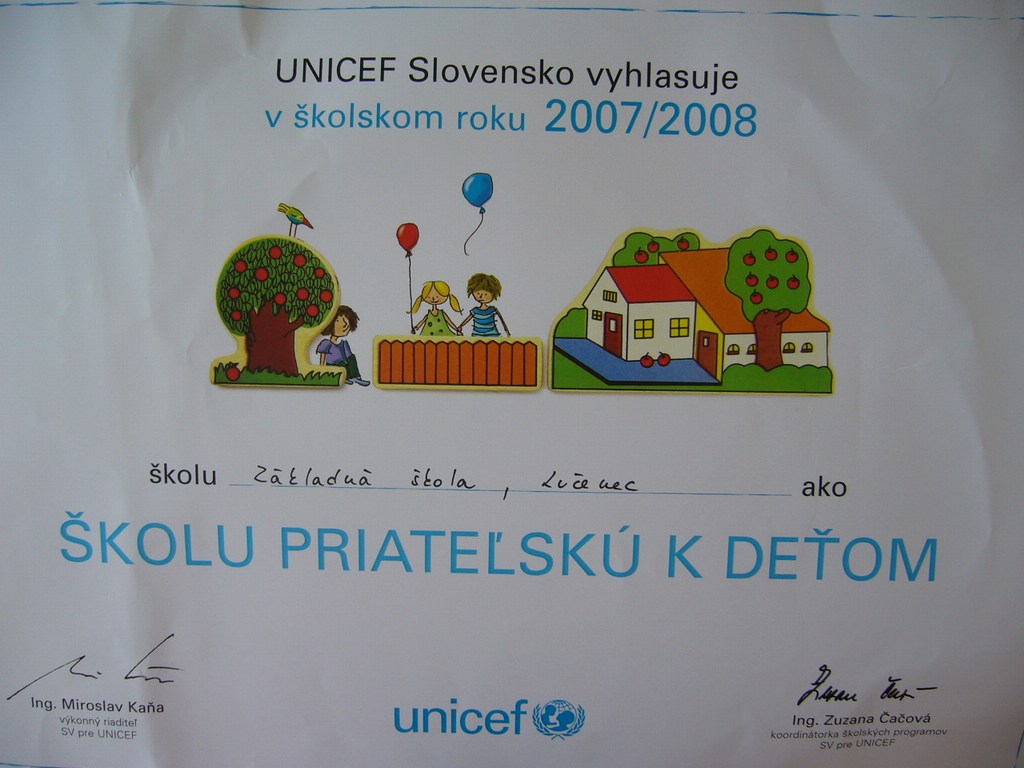 UNICEF Slovensko vyhlasuje
v školskom roku 2007/2008
školu Základná škola, Lučenec ako
ŠKOLU PRIATEĽSKÚ K DEŤOM
Ing. Miroslav Kaňa
výkonný riaditeľ
SV pre UNICEF
unicef
Ing. Zuzana Čačová
koordinátorka školských programov
SV pre UNICEF